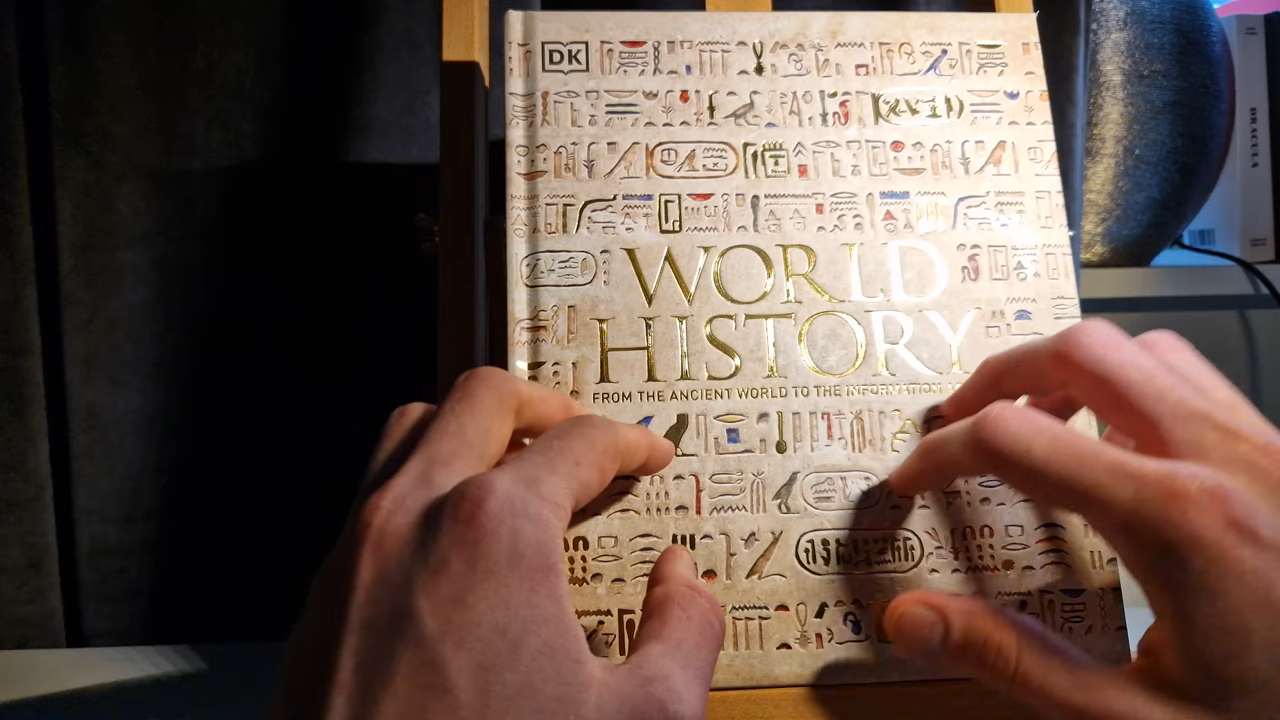 DK
WORLD
HISTORY
FROM THE ANCIENT WORLD TO THE INFORMATION
DRACULA